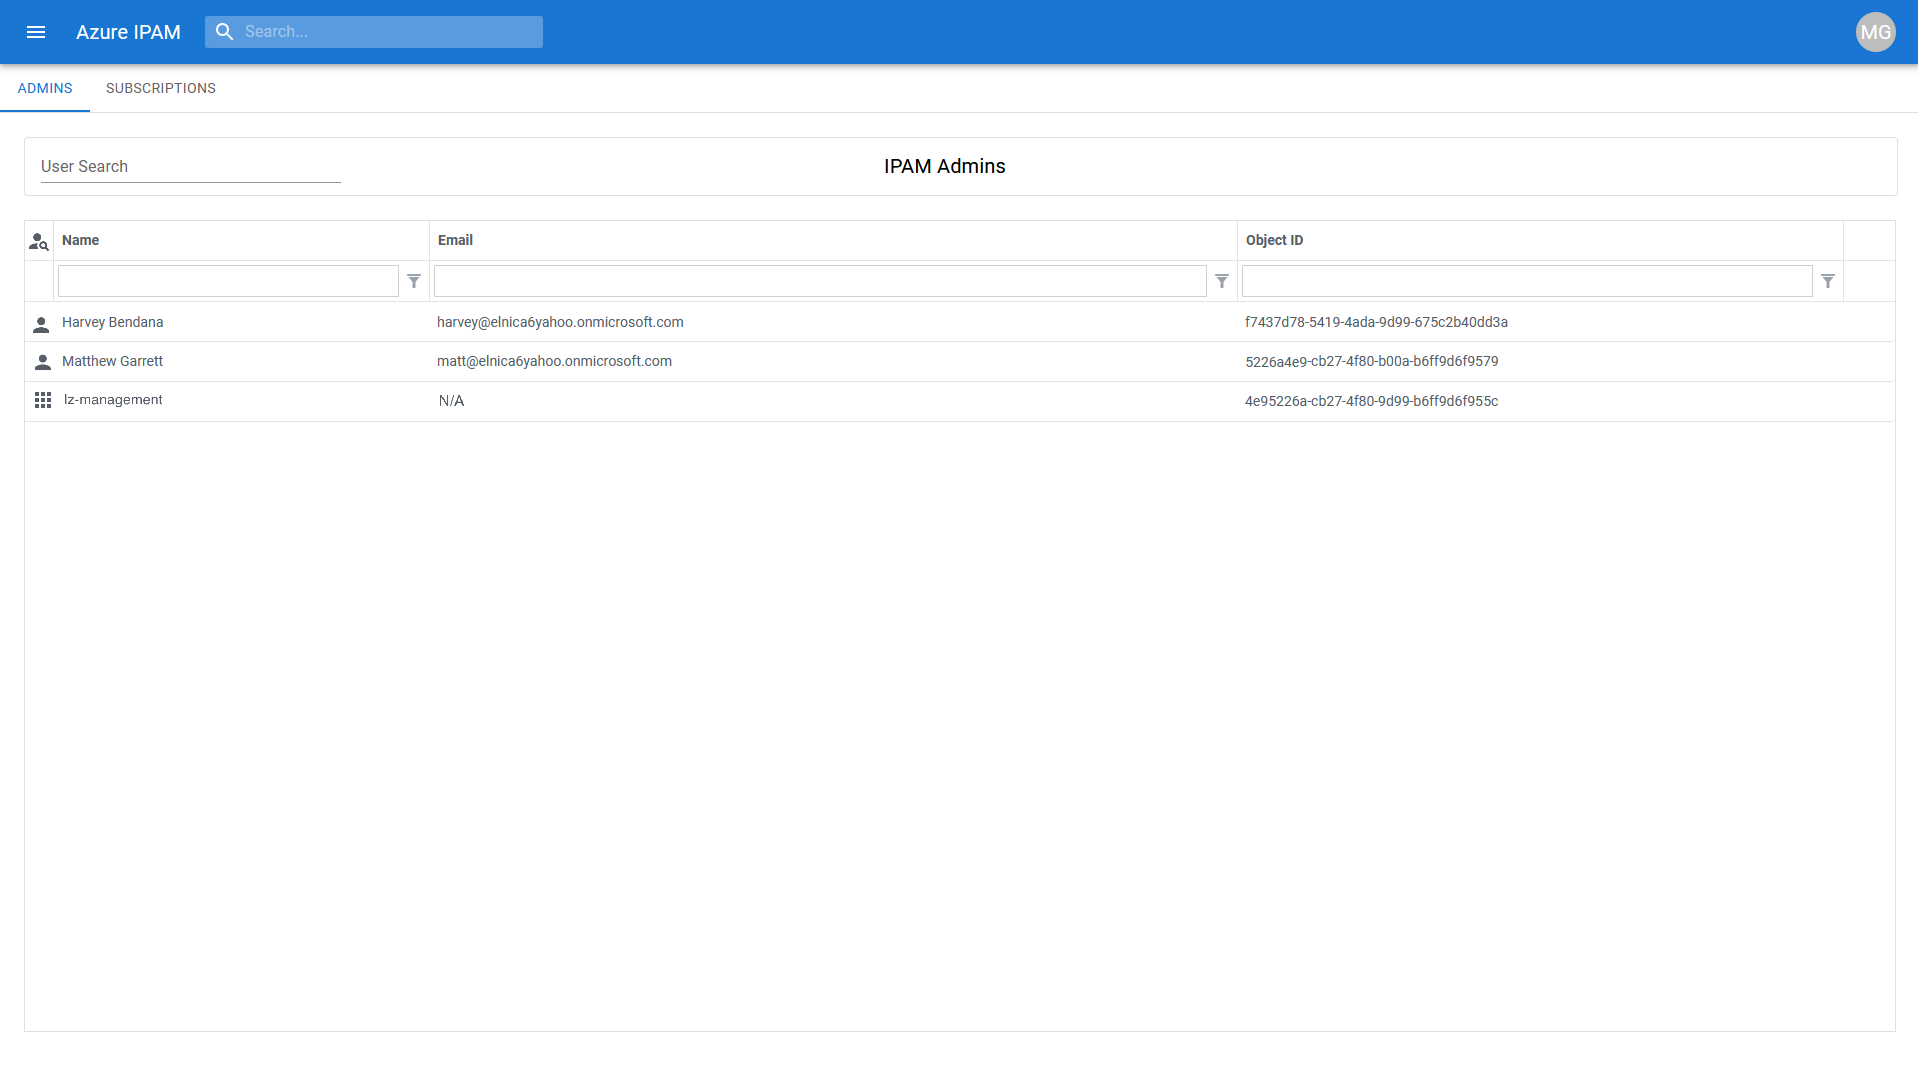 Azure IPAM Search... MG
ADMINS SUBSCRIPTIONS
User Search IPAM Admins
Name Email Object ID
Harvey Bendana harvey@elnica6yahoo.onmicrosoft.com f7437d78-5419-4ada-9d99-675c2b40dd3a
Matthew Garrett matt@elnica6yahoo.onmicrosoft.com 5226a4e9-cb27-4f80-b00a-b6ff9d6f9579
lz-management N/A 4e95226a-cb27-4f80-9d99-b6ff9d6f955c